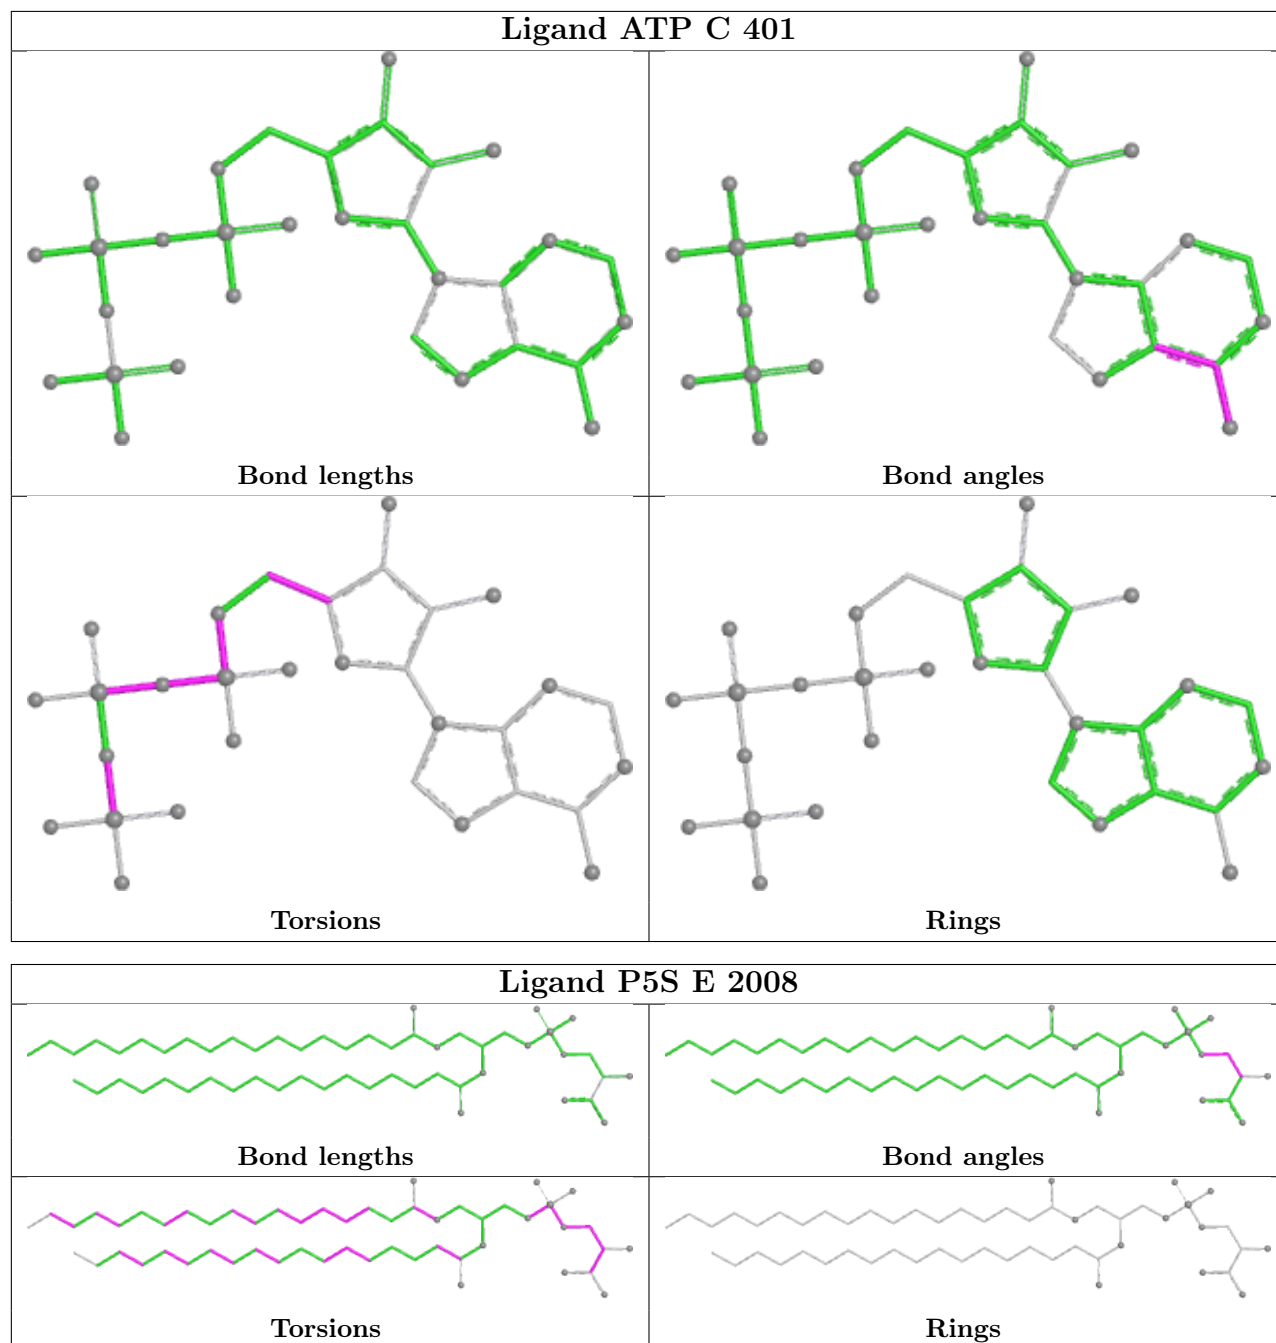 Ligand ATP C 401
Bond lengths
Bond angles
Torsions
Rings
Ligand P5S E 2008
Bond lengths
Bond angles
Torsions
Rings